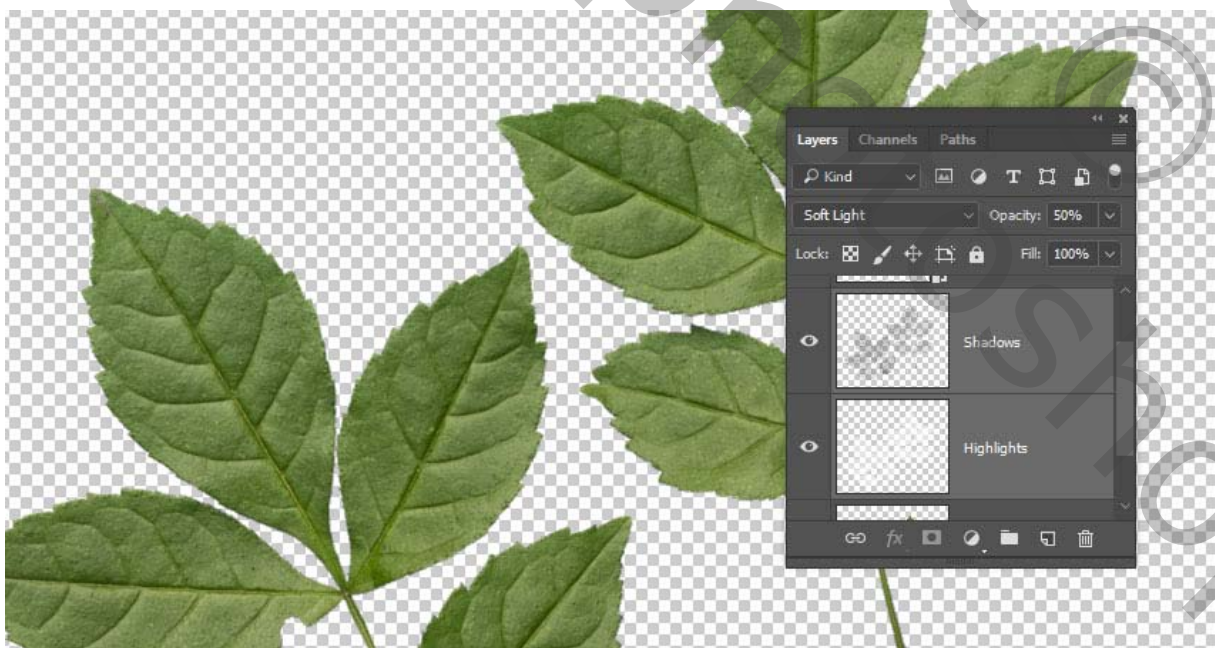 Layers Channels Paths
Kind
Soft Light Opacity: 50%
Lock: Fill: 100%
Shadows
Highlights
fx